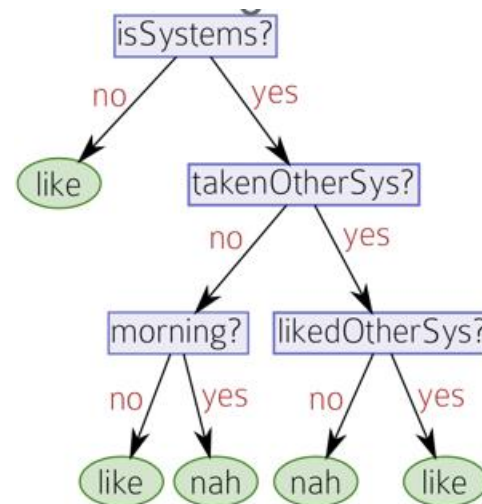 isSystems?
no yes
like takenOtherSys?
no yes
morning? likedOtherSys?
no yes no yes
like nah nah like